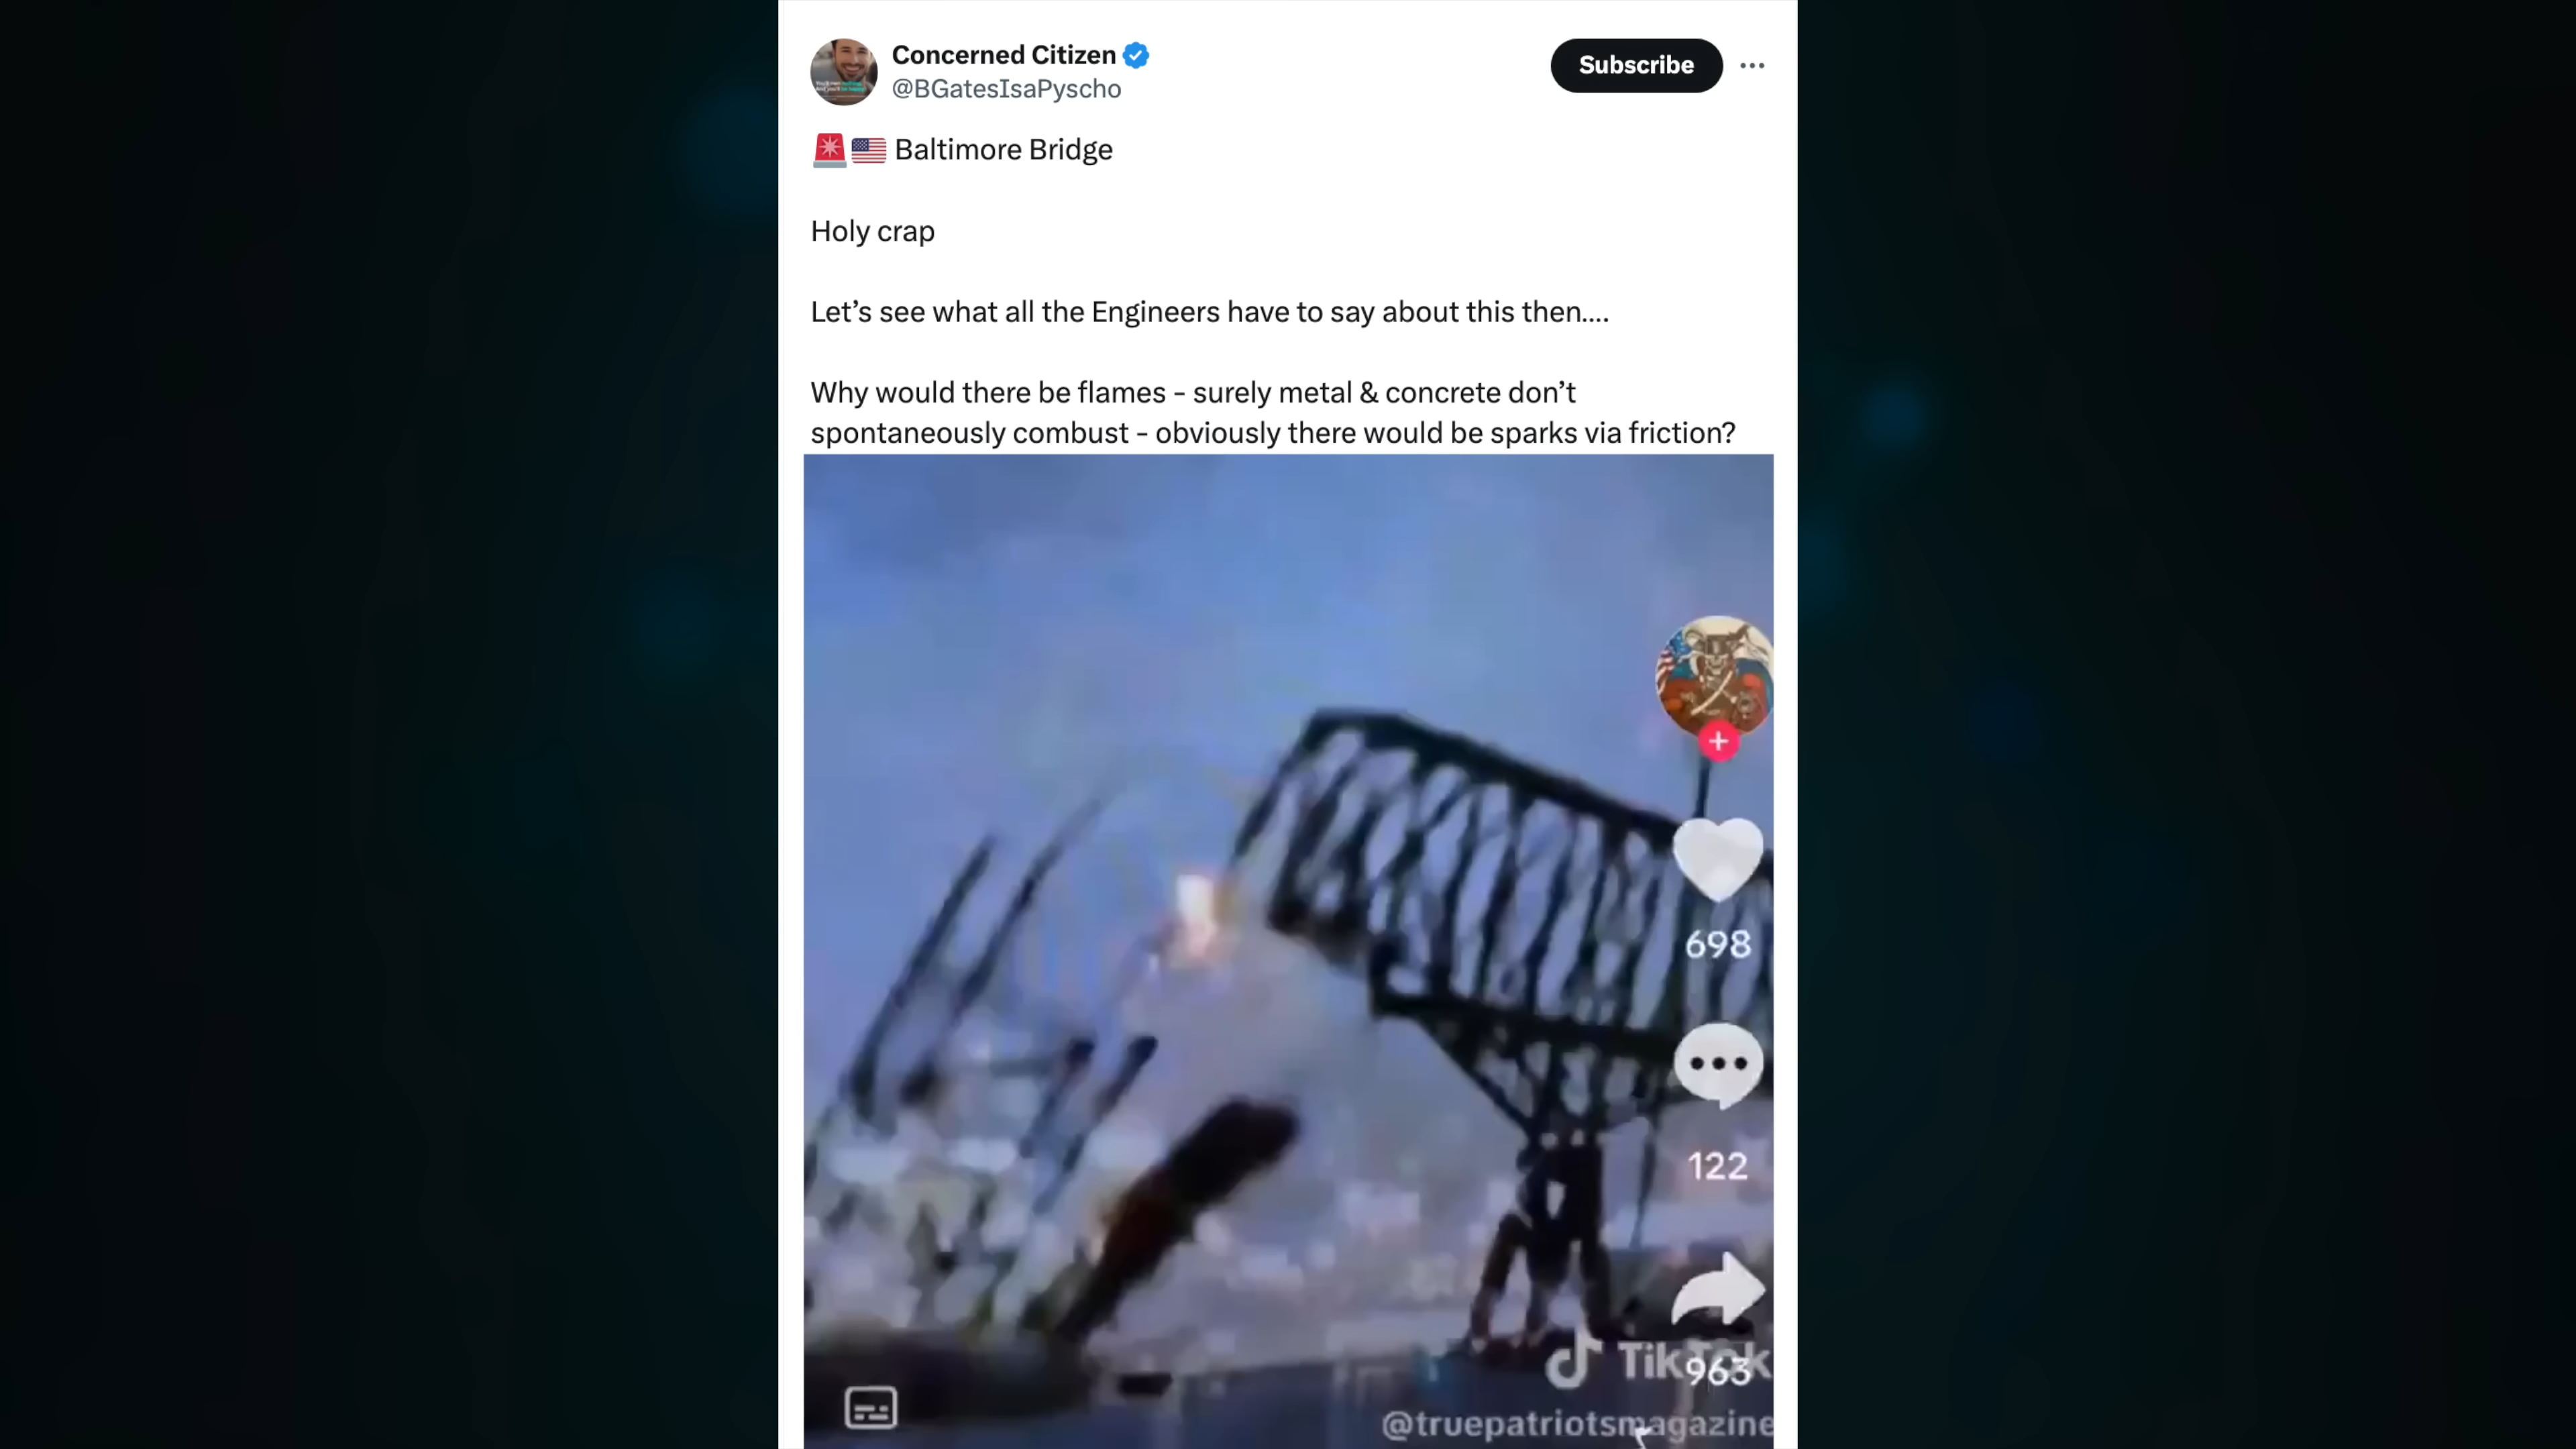 Concerned Citizen
@BGatesIsaPyscho
Subscribe
🚨🇺🇸 Baltimore Bridge
Holy crap
Let’s see what all the Engineers have to say about this then....
Why would there be flames - surely metal & concrete don’t
spontaneously combust - obviously there would be sparks via friction?
698
122
963
TikTok
@truepatriotsmagazine